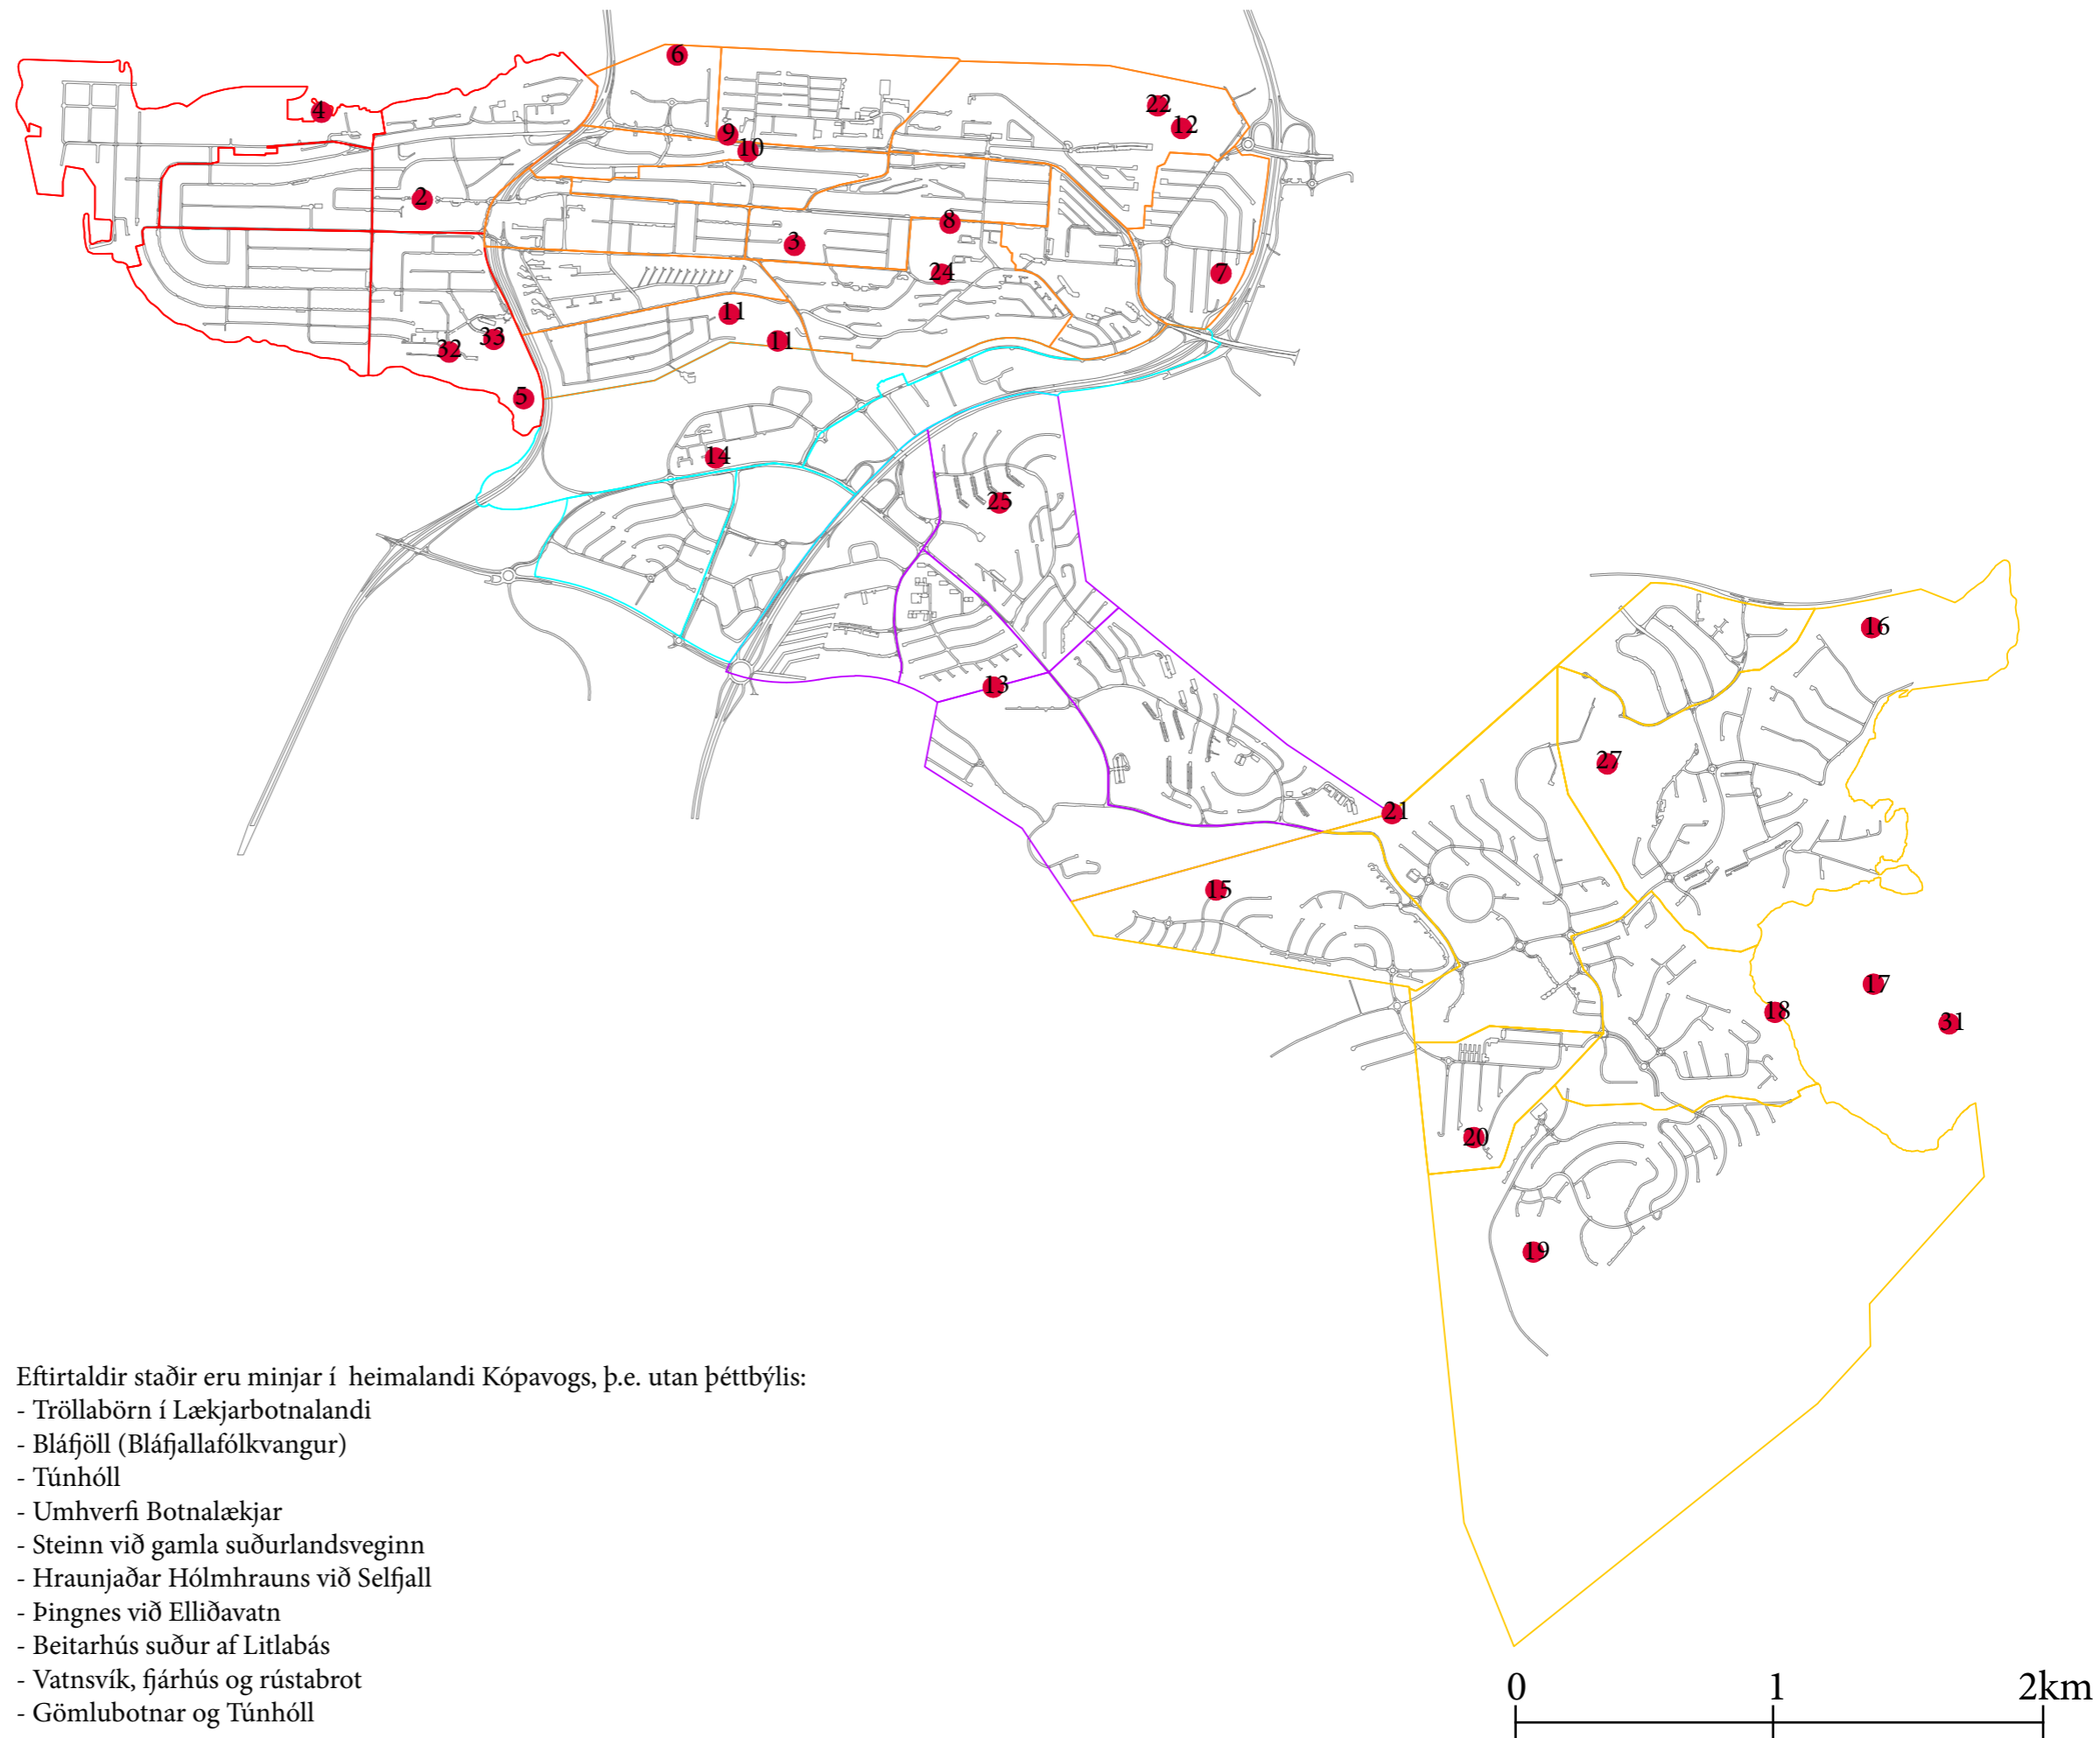 6
4
22
12
9
10
2
8
3
24
7
11
11
33
32
5
14
25
13
16
27
21
15
17
18
31
20
19
Eftirtaldir staðir eru minjar í  heimalandi Kópavogs, þ.e. utan þéttbýlis:
- Tröllabörn í Lækjarbotnalandi
- Bláfjöll (Bláfjallafólkvangur)
- Túnhóll
- Umhverfi Botnalækjar
- Steinn við gamla suðurlandsveginn
- Hraunjaðar Hólmhrauns við Selfjall
- Þingnes við Elliðavatn
- Beitarhús suður af Litlabás
- Vatnsvík, fjárhús og rústabrot
- Gömlubotnar og Túnhóll
0 1 2km